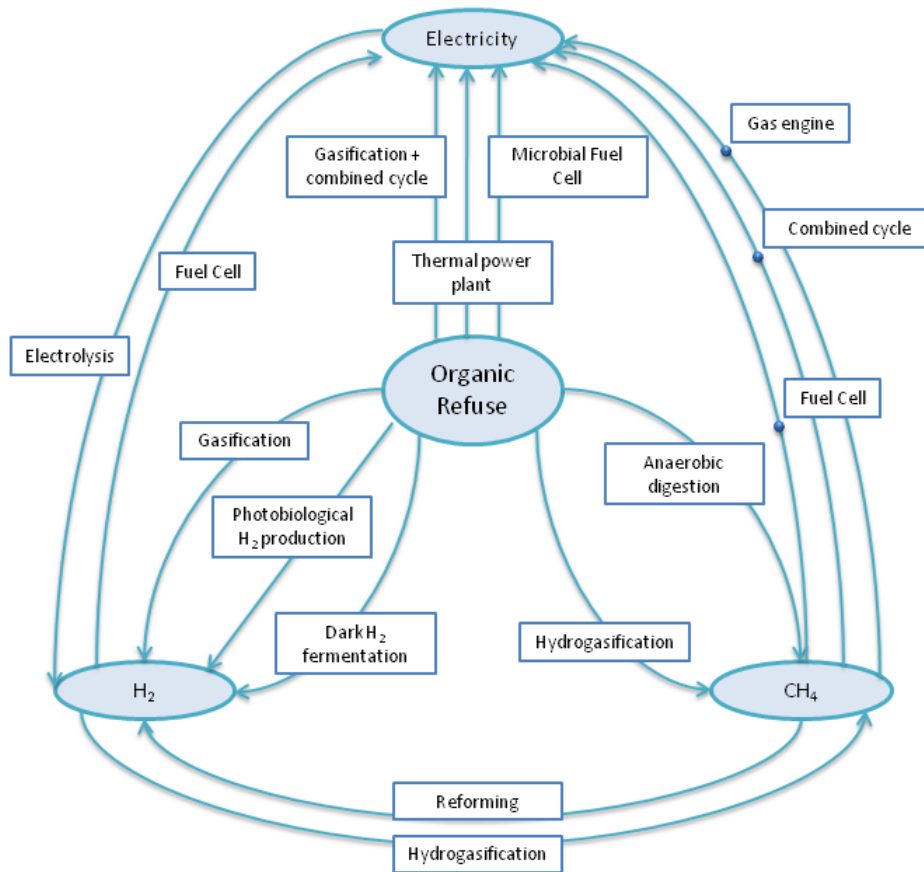 Electricity
Gas engine
Gasification +
combined cycle
Microbial Fuel
Cell
Combined cycle
Fuel Cell
Thermal power
plant
Electrolysis
Organic
Refuse
Fuel Cell
Gasification
Anaerobic
digestion
Photobiological
H₂ production
Dark H₂
fermentation
Hydrogasification
H₂
CH₄
Reforming
Hydrogasification